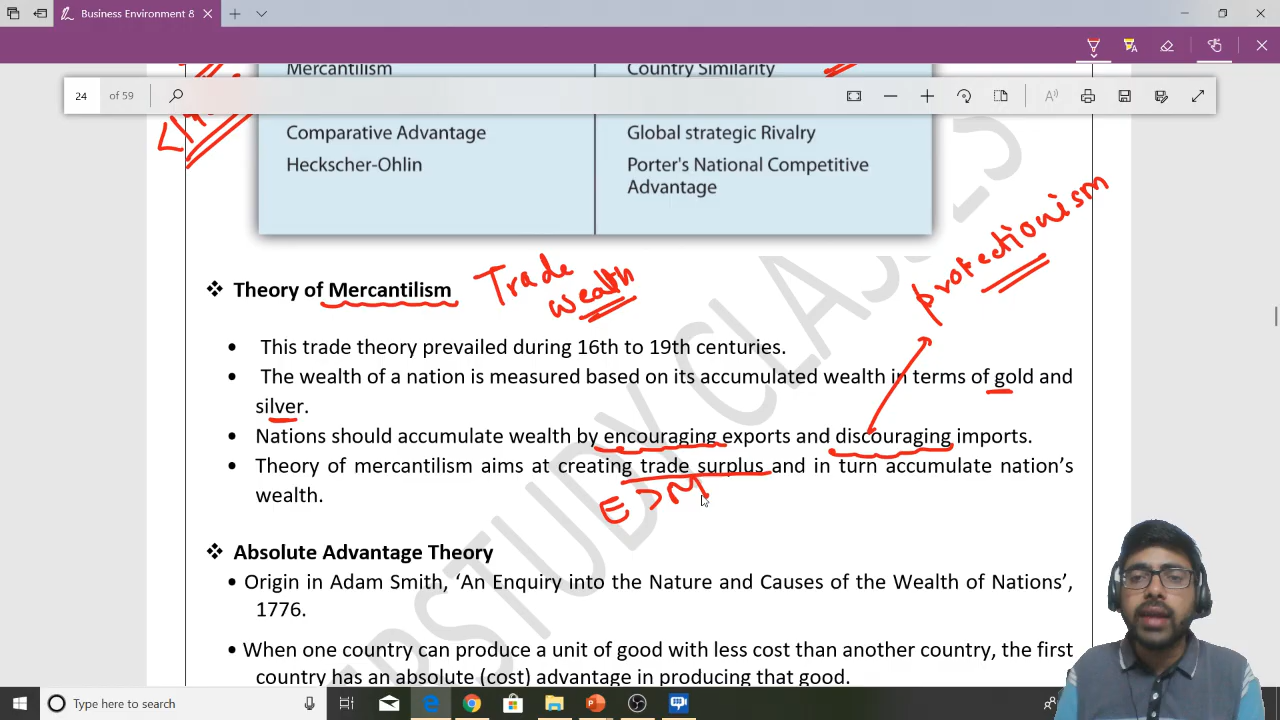 Business Environment 8
24 of 59
Mercantilism
Country Similarity
Comparative Advantage
Global strategic Rivalry
Heckscher-Ohlin
Porter's National Competitive
Advantage
protectionism
❖ Theory of Mercantilism
Trade
wealth
• This trade theory prevailed during 16th to 19th centuries.
• The wealth of a nation is measured based on its accumulated wealth in terms of gold and
silver.
• Nations should accumulate wealth by encouraging exports and discouraging imports.
• Theory of mercantilism aims at creating trade surplus and in turn accumulate nation's
wealth.
E > M
❖ Absolute Advantage Theory
• Origin in Adam Smith, ‘An Enquiry into the Nature and Causes of the Wealth of Nations’,
1776.
• When one country can produce a unit of good with less cost than another country, the first
country has an absolute (cost) advantage in producing that good.
STUDY CLASSES
Type here to search